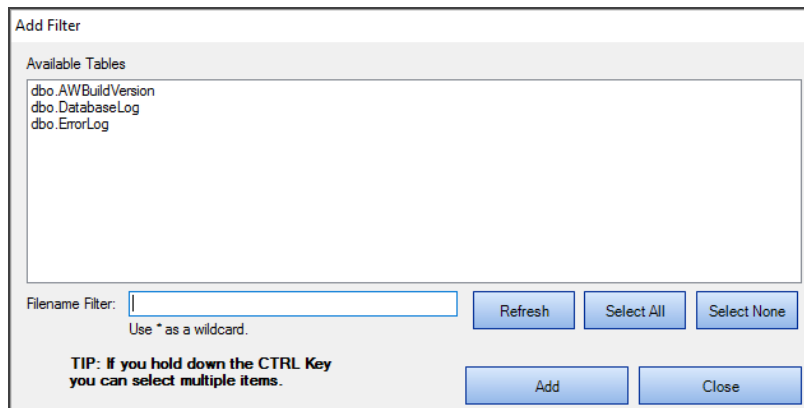 Add Filter
Available Tables
dbo.AWBuildVersion
dbo.DatabaseLog
dbo.ErrorLog
Filename Filter:
Refresh
Select All
Select None
Use * as a wildcard.
TIP: If you hold down the CTRL Key
you can select multiple items.
Add
Close